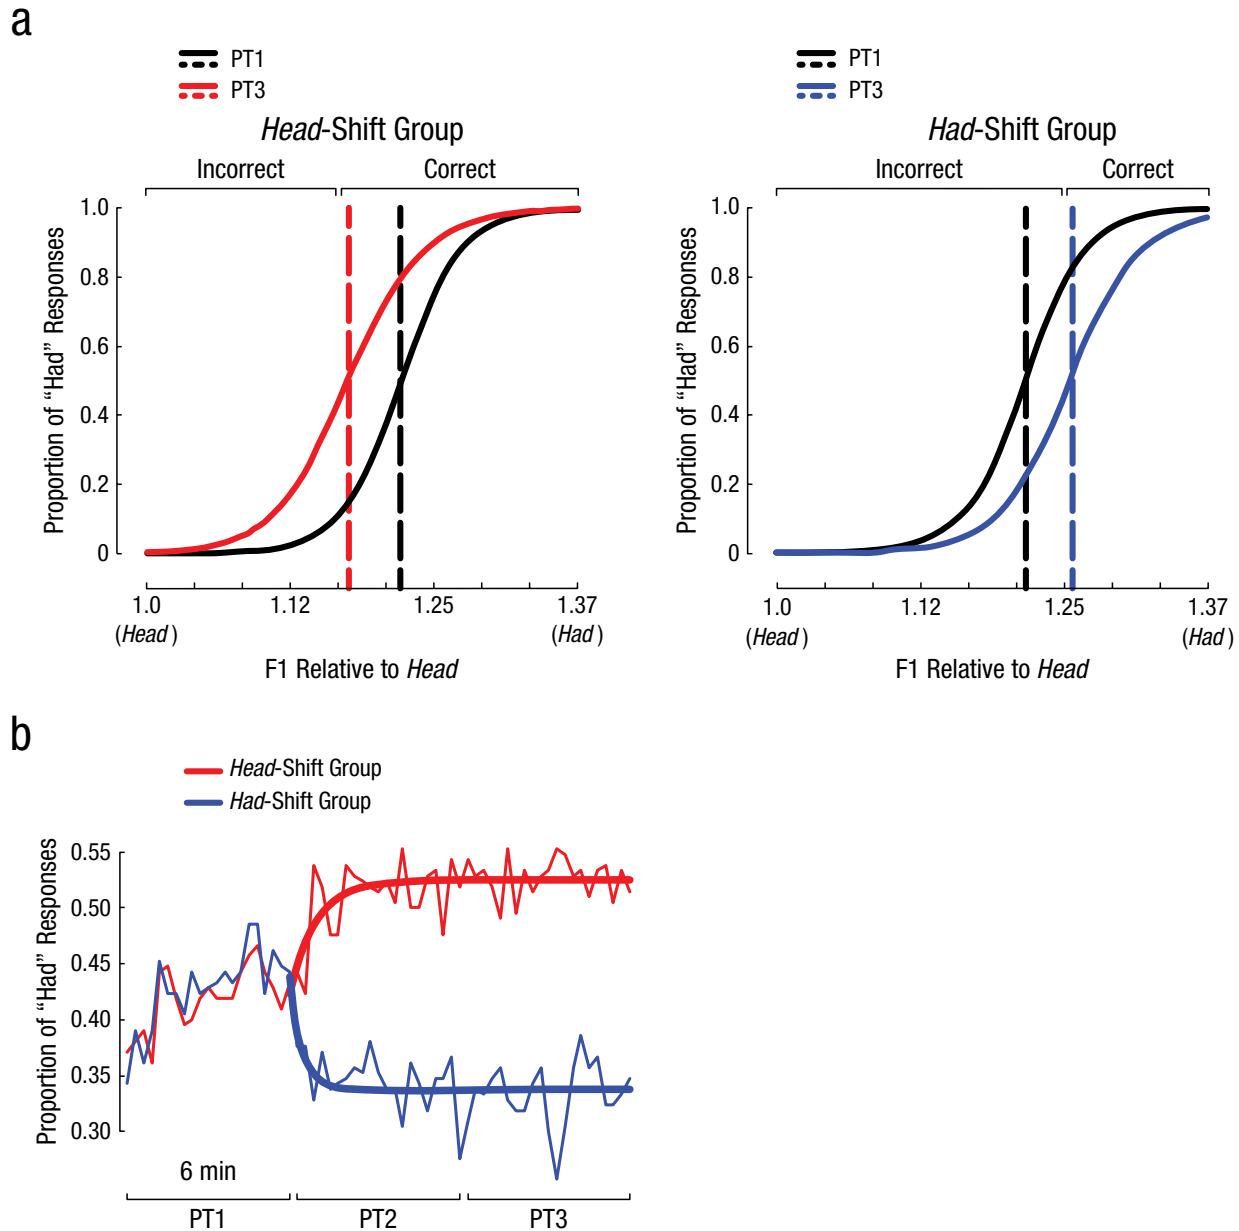 a
PT1
PT3
Head-Shift Group
Incorrect
Correct
1.0
0.8
0.6
0.4
0.2
0
Proportion of “Had” Responses
1.0
1.12
1.25
1.37
(Head)
(Had)
F1 Relative to Head
PT1
PT3
Had-Shift Group
Incorrect
Correct
1.0
0.8
0.6
0.4
0.2
0
Proportion of “Had” Responses
1.0
1.12
1.25
1.37
(Head)
(Had)
F1 Relative to Head
b
Head-Shift Group
Had-Shift Group
0.55
0.50
0.45
0.40
0.35
0.30
Proportion of “Had” Responses
6 min
PT1
PT2
PT3